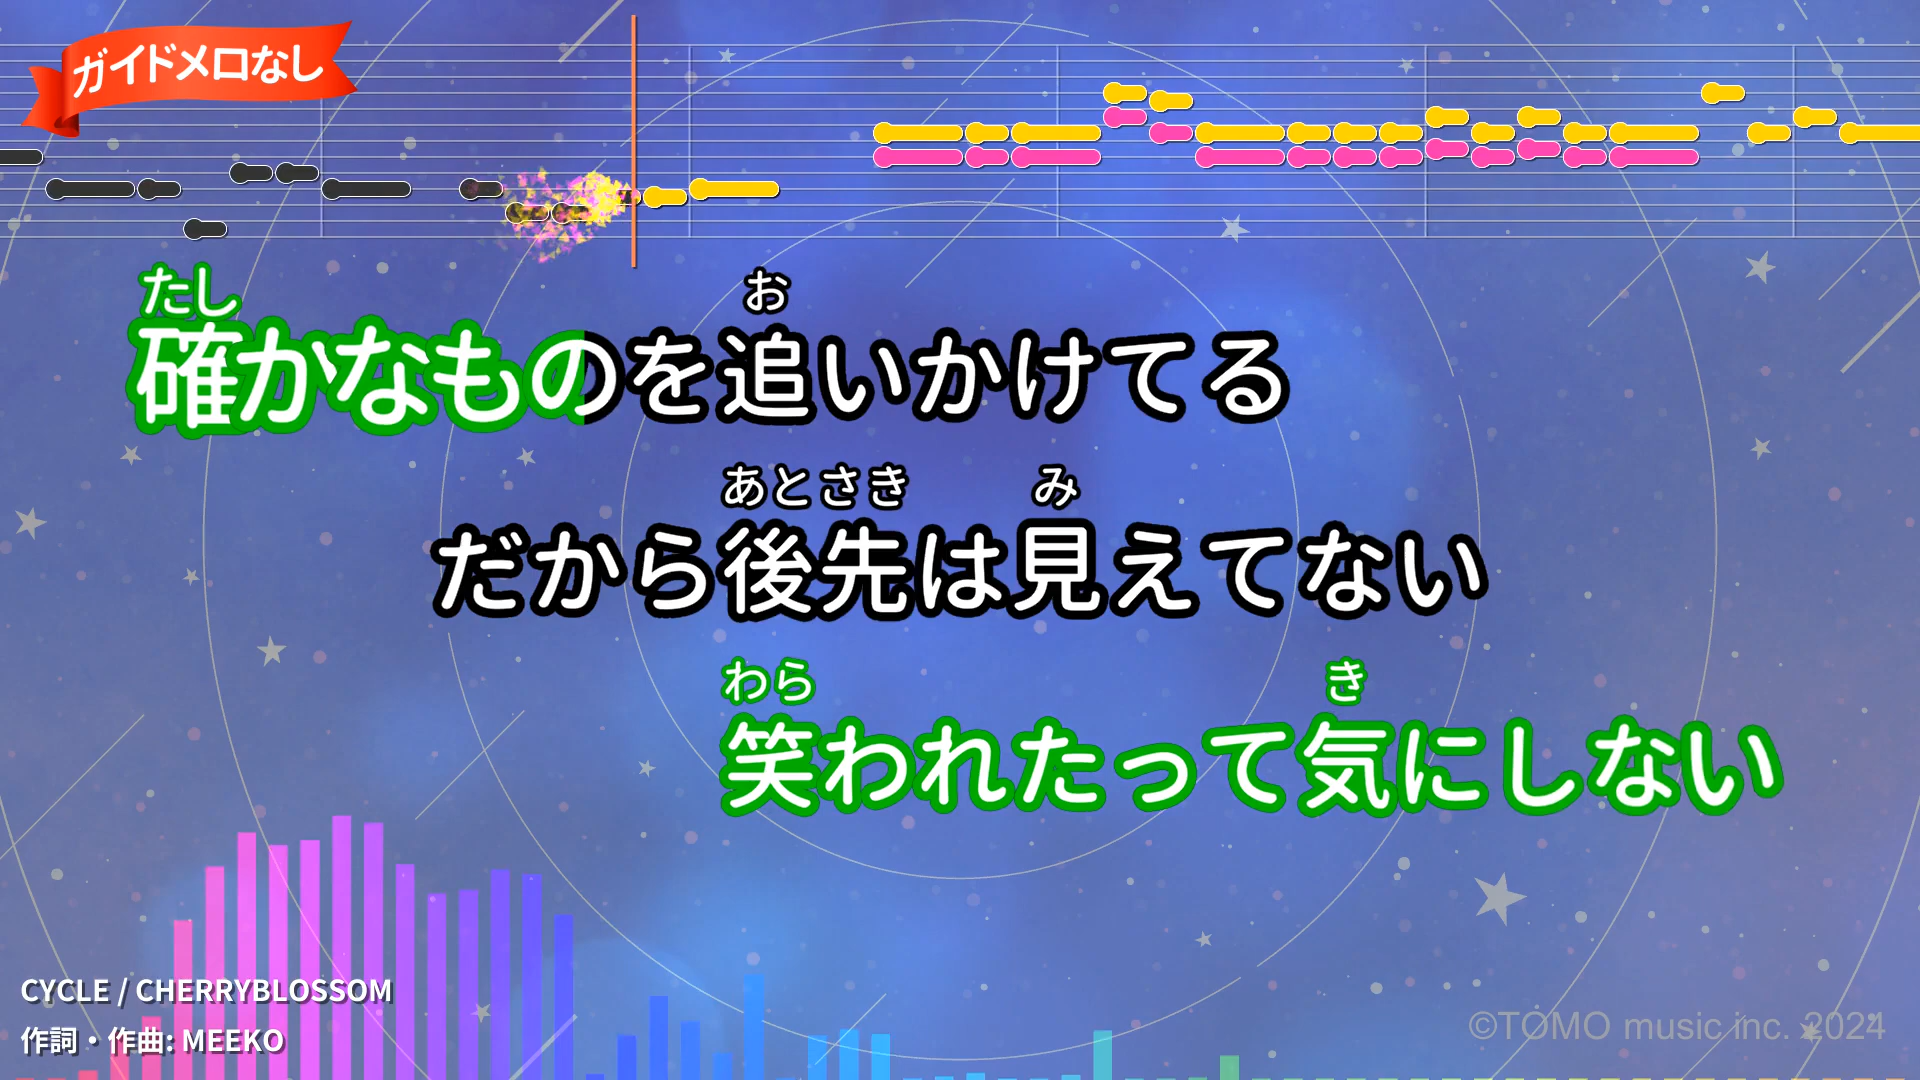 ガイドメロなし
たし お
確かなものを追いかけてる
あとさき み
だから後先は見えてない
わら き
笑われたって気にしない
CYCLE / CHERRYBLOSSOM
作詞・作曲: MEEKO
©TOMO music inc. 2024